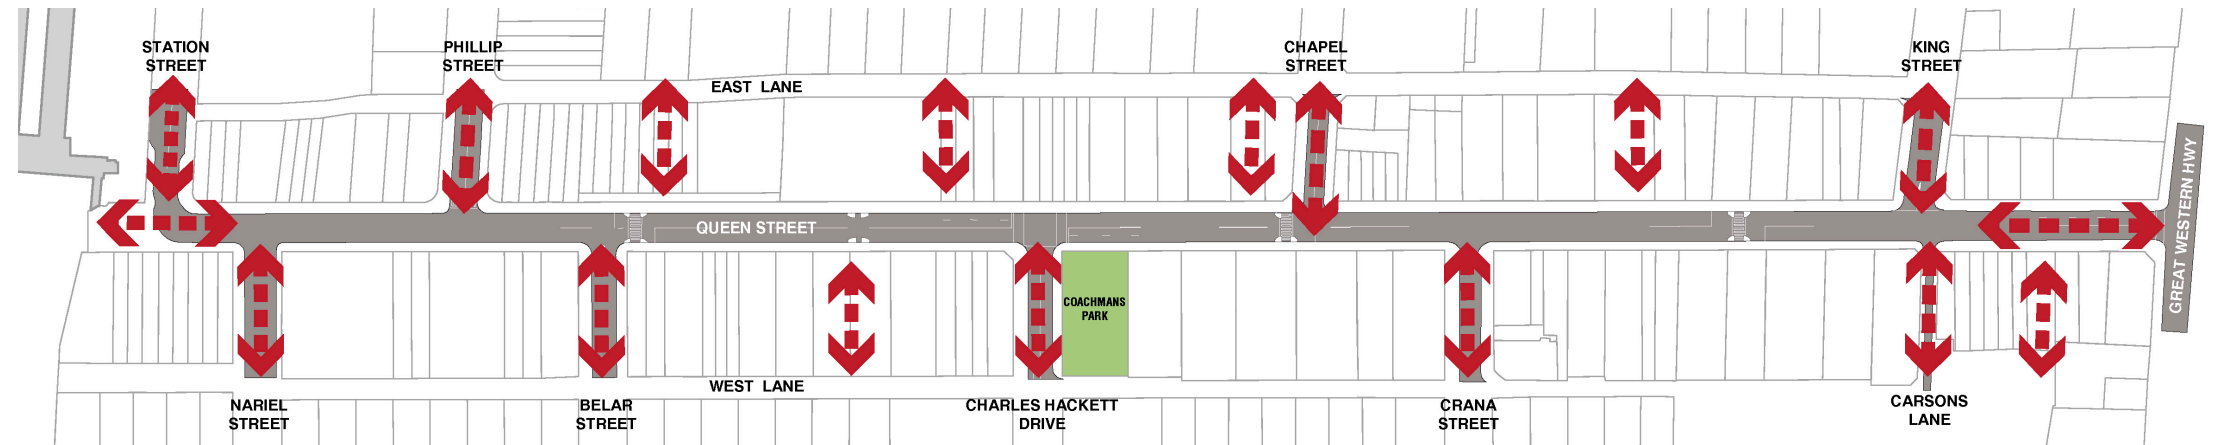 STATION
STREET
PHILLIP
STREET
CHAPEL
STREET
KING
STREET
EAST LANE
QUEEN STREET
GREAT WESTERN HWY
COACHMANS
PARK
WEST LANE
NARIEL
STREET
BELAR
STREET
CHARLES HACKETT
DRIVE
CRANA
STREET
CARSONS
LANE